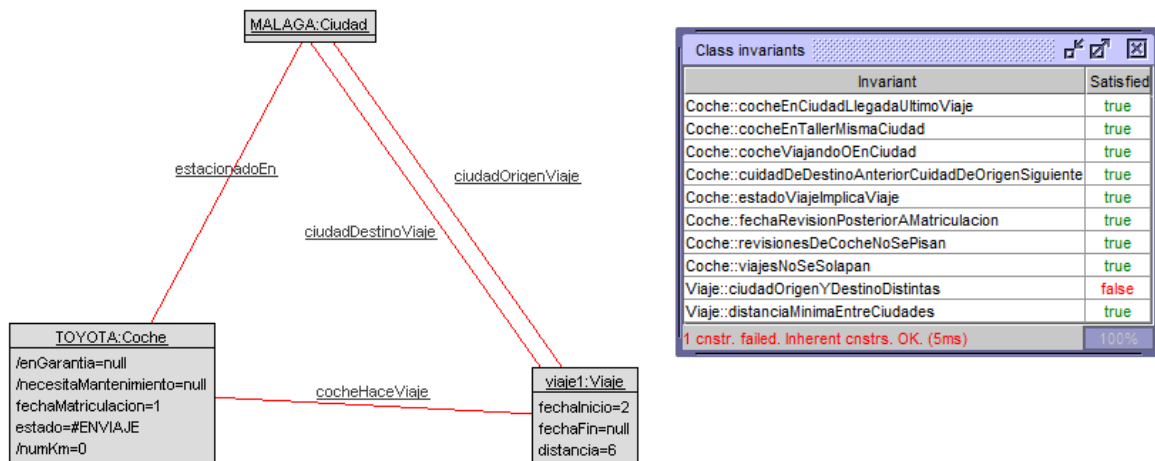 MALAGA:Ciudad
estacionadoEn
ciudadOrigenViaje
ciudadDestinoViaje
TOYOTA:Coche
/enGarantia=null
/necesitaMantenimiento=null
fechaMatriculacion=1
estado=#ENVIAJE
/numKm=0
cocheHaceViaje
viaje1:Viaje
fechaInicio=2
fechaFin=null
distancia=6
Class invariants
Invariant Satisfied
Coche::cocheEnCiudadLlegadaUltimoViaje true
Coche::cocheEnTallerMismaCiudad true
Coche::cocheViajandoOEnCiudad true
Coche::cuidadDeDestinoAnteriorCuidadDeOrigenSiguiente true
Coche::estadoViajeImplicaViaje true
Coche::fechaRevisionPosteriorAMatriculacion true
Coche::revisionesDeCocheNoSePisan true
Coche::viajesNoSeSolapan true
Viaje::ciudadOrigenYDestinoDistintas false
Viaje::distanciaMinimaEntreCiudades true
1 cnstr. failed. Inherent cnstrs. OK. (5ms) 100%